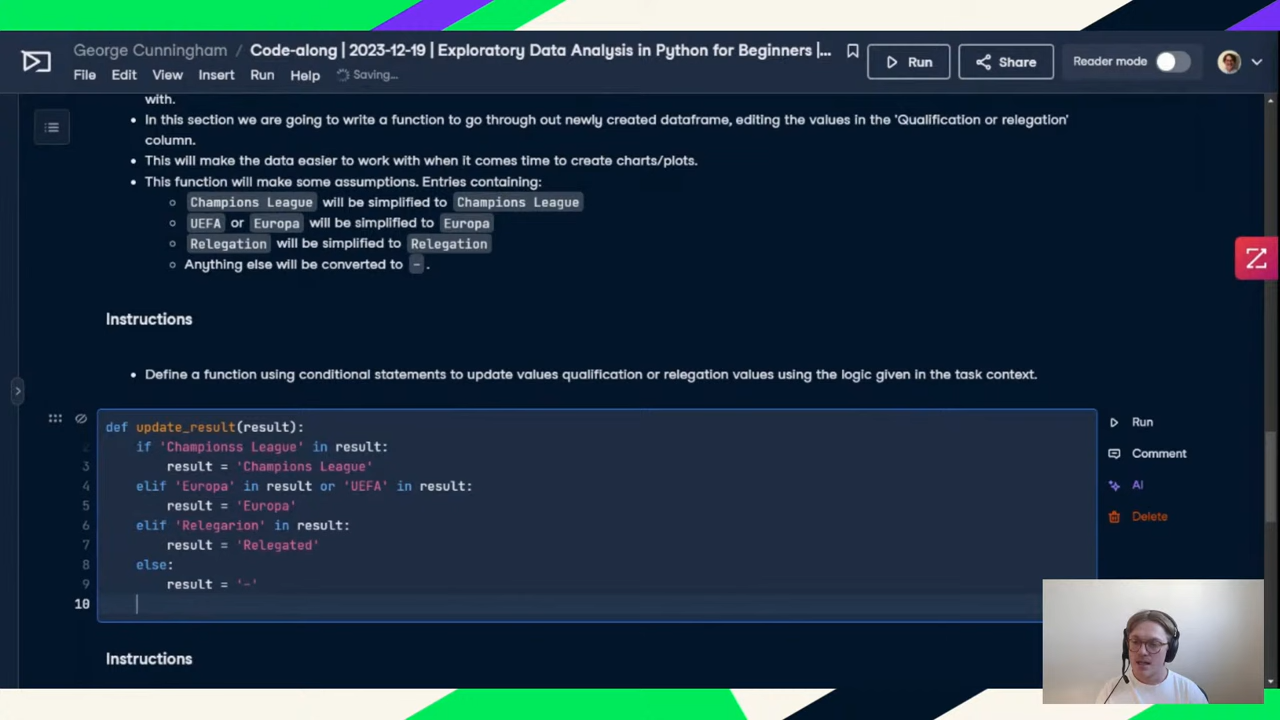 George Cunningham / Code-along | 2023-12-19 | Exploratory Data Analysis in Python for Beginners |...
Run
Share
Reader mode
File Edit View Insert Run Help Saving...
with.
• In this section we are going to write a function to go through out newly created dataframe, editing the values in the 'Qualification or relegation'
column.
• This will make the data easier to work with when it comes time to create charts/plots.
• This function will make some assumptions. Entries containing:
Champions League will be simplified to Champions League
UEFA or Europa will be simplified to Europa
Relegation will be simplified to Relegation
Anything else will be converted to - .
Instructions
• Define a function using conditional statements to update values qualification or relegation values using the logic given in the task context.
def update_result(result):
2 if 'Championss League' in result:
3 result = 'Champions League'
4 elif 'Europa' in result or 'UEFA' in result:
5 result = 'Europa'
6 elif 'Relegarion' in result:
7 result = 'Relegated'
8 else:
9 result = '-'
10
Run
Comment
AI
Delete
Instructions